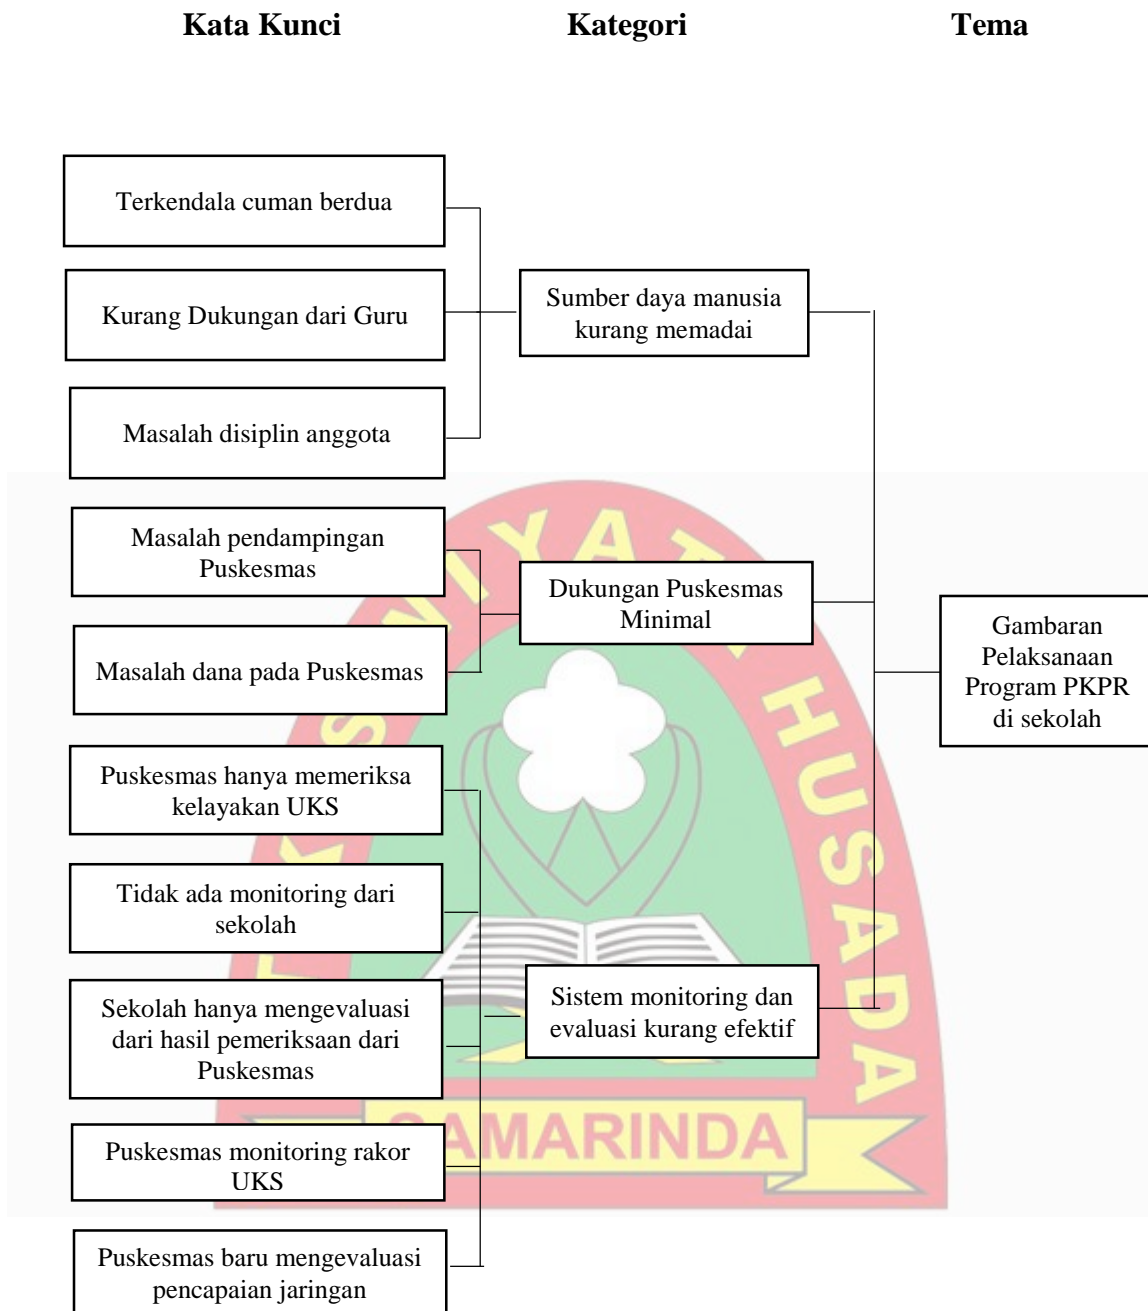 Kata Kunci
Kategori
Tema
Terkendala cuman berdua
Kurang Dukungan dari Guru
Masalah disiplin anggota
Sumber daya manusia
kurang memadai
Masalah pendampingan
Puskesmas
Masalah dana pada Puskesmas
Dukungan Puskesmas
Minimal
Gambaran
Pelaksanaan
Program PKPR
di sekolah
Puskesmas hanya memeriksa
kelayakan UKS
Tidak ada monitoring dari
sekolah
Sekolah hanya mengevaluasi
dari hasil pemeriksaan dari
Puskesmas
Puskesmas monitoring rakor
UKS
Puskesmas baru mengevaluasi
pencapaian jaringan
Sistem monitoring dan
evaluasi kurang efektif
HUSADA
SAMARINDA